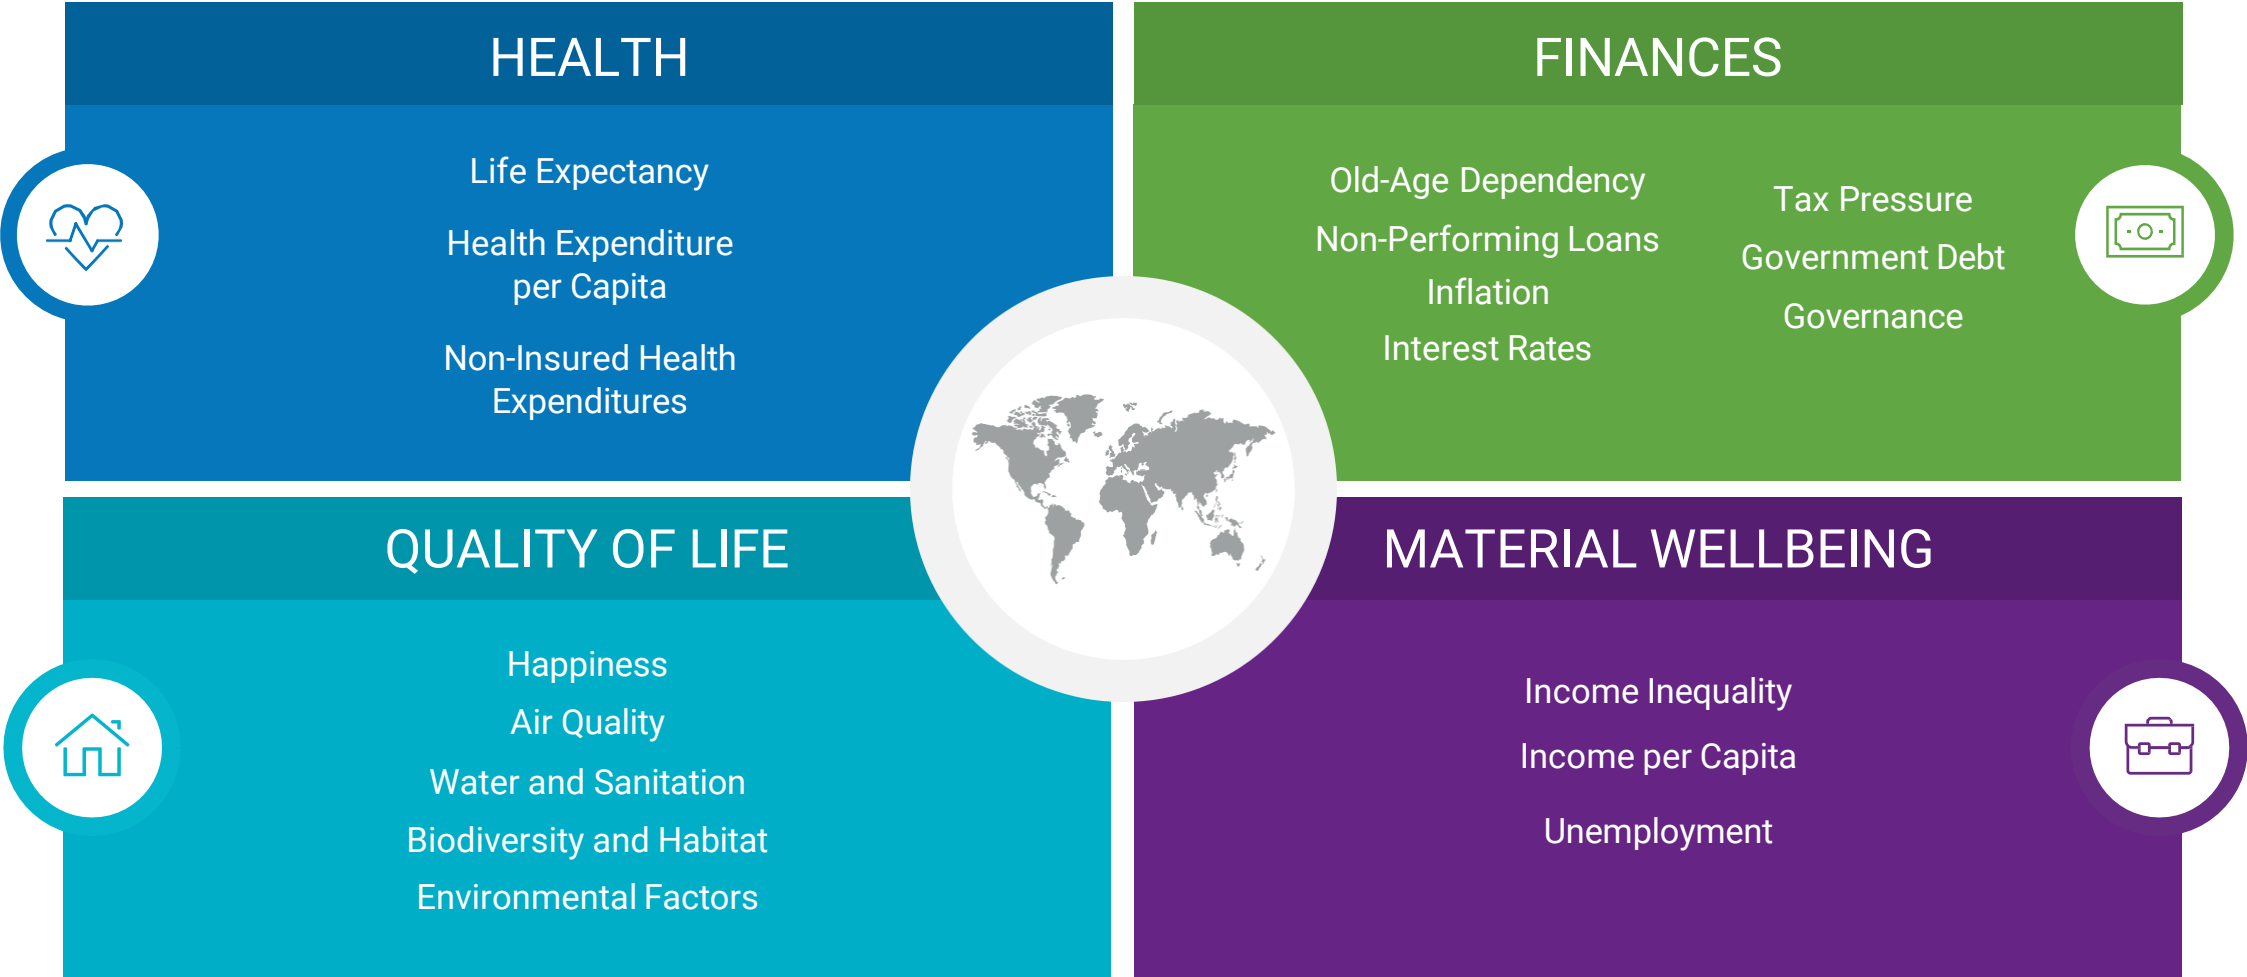 HEALTH
Life Expectancy
Health Expenditure
per Capita
Non-Insured Health
Expenditures
FINANCES
Old-Age Dependency
Non-Performing Loans
Inflation
Interest Rates
Tax Pressure
Government Debt
Governance
QUALITY OF LIFE
Happiness
Air Quality
Water and Sanitation
Biodiversity and Habitat
Environmental Factors
MATERIAL WELLBEING
Income Inequality
Income per Capita
Unemployment